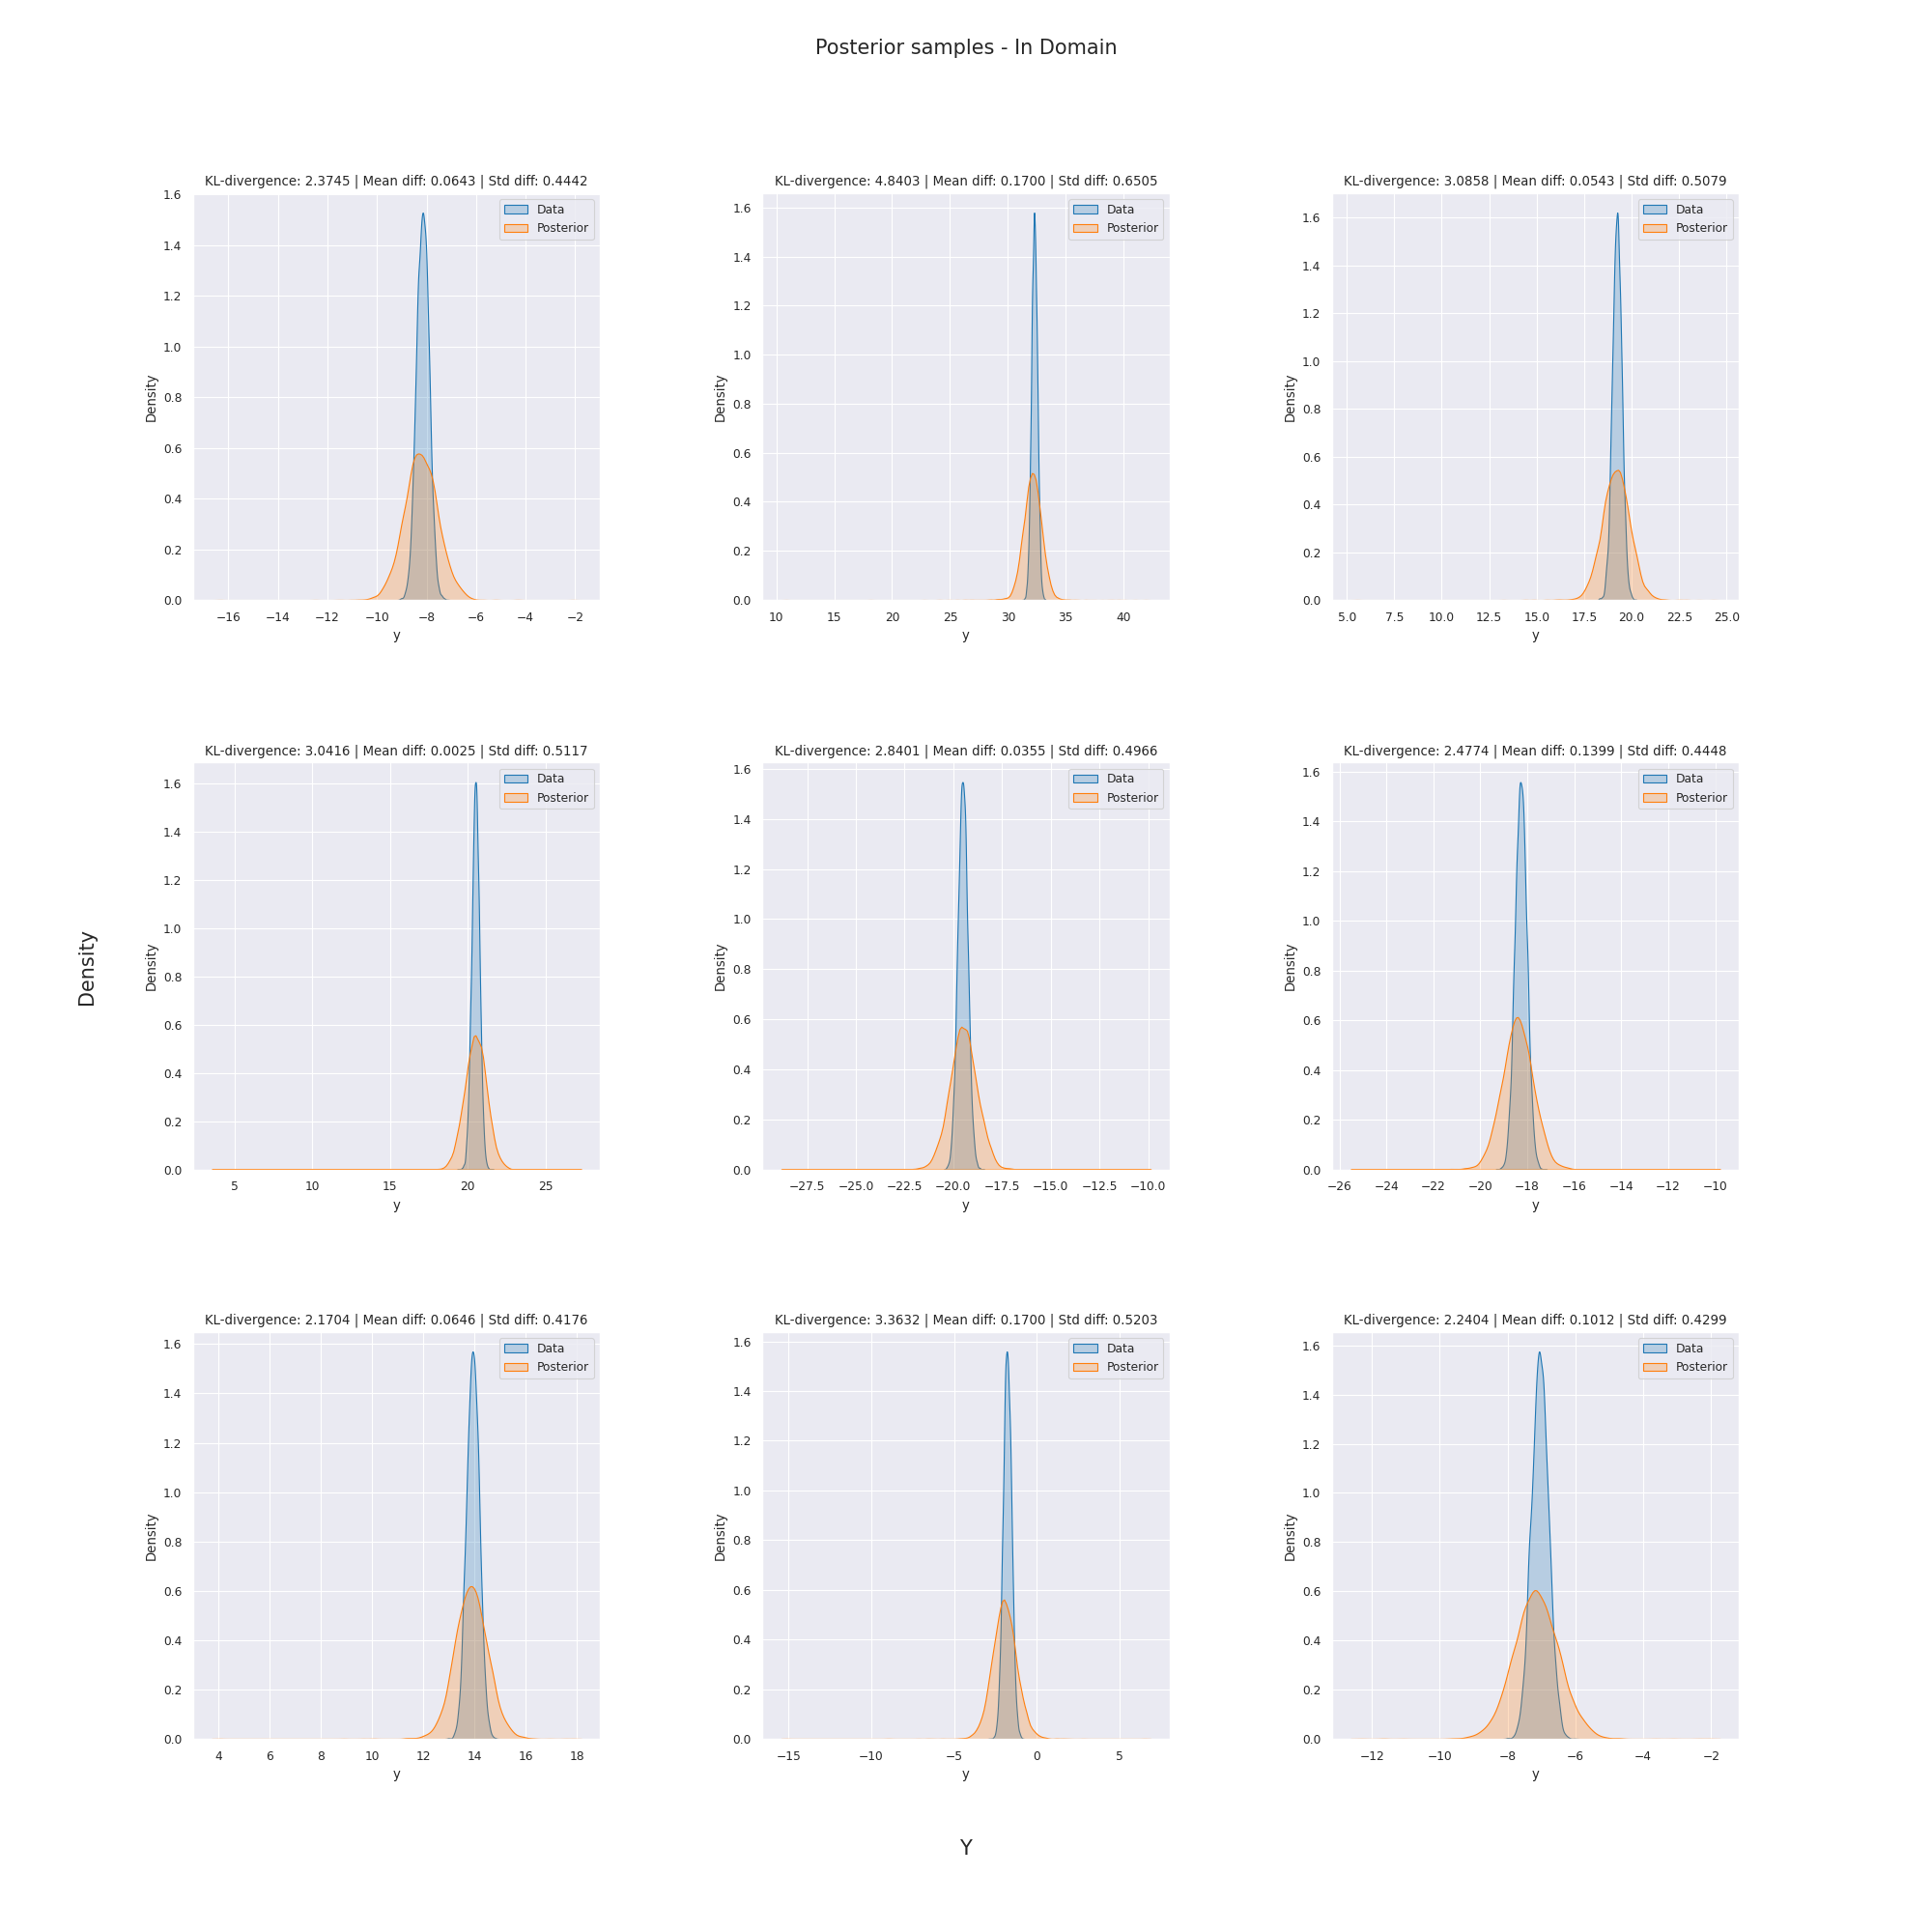 Posterior samples - In Domain
KL-divergence: 2.3745 | Mean diff: 0.0643 | Std diff: 0.4442
Data
Posterior
1.6
1.4
1.2
1.0
0.8
0.6
0.4
0.2
0.0
Density
−16 −14 −12 −10 −8 −6 −4 −2
y
KL-divergence: 4.8403 | Mean diff: 0.1700 | Std diff: 0.6505
Data
Posterior
1.6
1.4
1.2
1.0
0.8
0.6
0.4
0.2
0.0
Density
10 15 20 25 30 35 40
y
KL-divergence: 3.0858 | Mean diff: 0.0543 | Std diff: 0.5079
Data
Posterior
1.6
1.4
1.2
1.0
0.8
0.6
0.4
0.2
0.0
Density
5.0 7.5 10.0 12.5 15.0 17.5 20.0 22.5 25.0
y
Density
KL-divergence: 3.0416 | Mean diff: 0.0025 | Std diff: 0.5117
Data
Posterior
1.6
1.4
1.2
1.0
0.8
0.6
0.4
0.2
0.0
Density
5 10 15 20 25
y
KL-divergence: 2.8401 | Mean diff: 0.0355 | Std diff: 0.4966
Data
Posterior
1.6
1.4
1.2
1.0
0.8
0.6
0.4
0.2
0.0
Density
−27.5 −25.0 −22.5 −20.0 −17.5 −15.0 −12.5 −10.0
y
KL-divergence: 2.4774 | Mean diff: 0.1399 | Std diff: 0.4448
Data
Posterior
1.6
1.4
1.2
1.0
0.8
0.6
0.4
0.2
0.0
Density
−26 −24 −22 −20 −18 −16 −14 −12 −10
y
KL-divergence: 2.1704 | Mean diff: 0.0646 | Std diff: 0.4176
Data
Posterior
1.6
1.4
1.2
1.0
0.8
0.6
0.4
0.2
0.0
Density
4 6 8 10 12 14 16 18
y
KL-divergence: 3.3632 | Mean diff: 0.1700 | Std diff: 0.5203
Data
Posterior
1.6
1.4
1.2
1.0
0.8
0.6
0.4
0.2
0.0
Density
−15 −10 −5 0 5
y
KL-divergence: 2.2404 | Mean diff: 0.1012 | Std diff: 0.4299
Data
Posterior
1.6
1.4
1.2
1.0
0.8
0.6
0.4
0.2
0.0
Density
−12 −10 −8 −6 −4 −2
y
Y